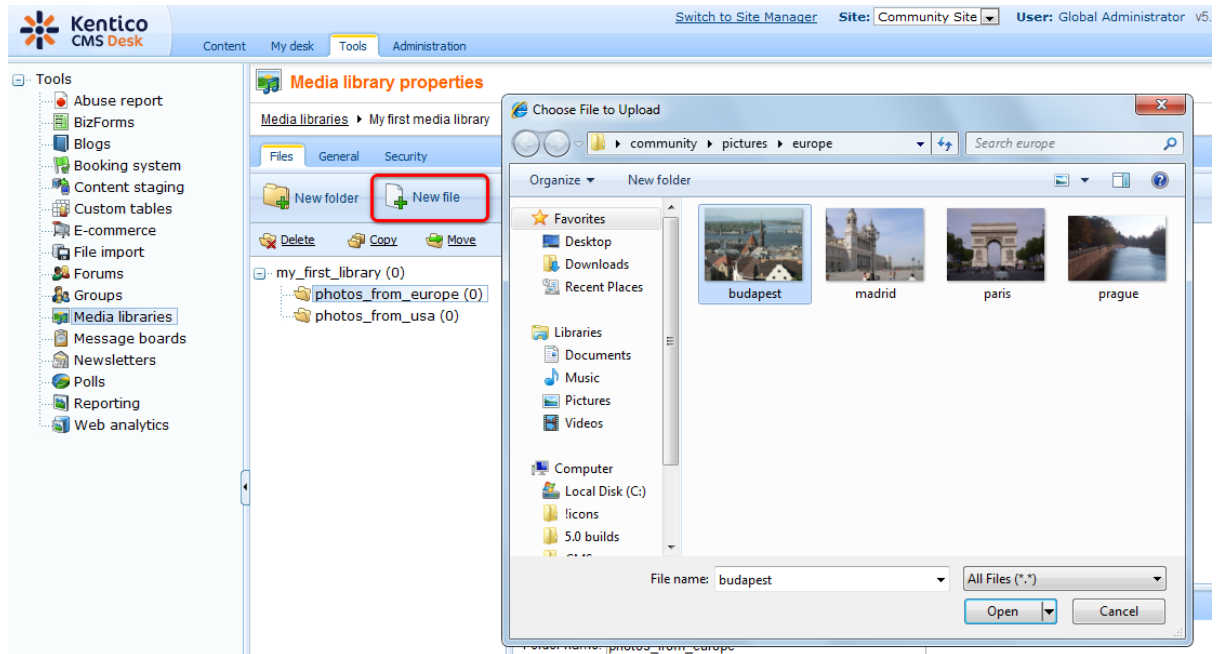 Kentico
CMS Desk
Switch to Site Manager Site: Community Site User: Global Administrator v5.
Content My desk Tools Administration
Tools
Abuse report
BizForms
Blogs
Booking system
Content staging
Custom tables
E-commerce
File import
Forums
Groups
Media libraries
Message boards
Newsletters
Polls
Reporting
Web analytics
Media library properties
Media libraries My first media library
Files General Security
New folder New file
Delete Copy Move
my_first_library (0)
photos_from_europe (0)
photos_from_usa (0)
Choose File to Upload
community pictures europe Search europe
Organize New folder
Favorites
Desktop
Downloads
Recent Places
Libraries
Documents
Music
Pictures
Videos
Computer
Local Disk (C:)
!icons
5.0 builds
budapest madrid paris prague
File name: budapest All Files (*.*)
Open Cancel
Folder name: photos_from_europe